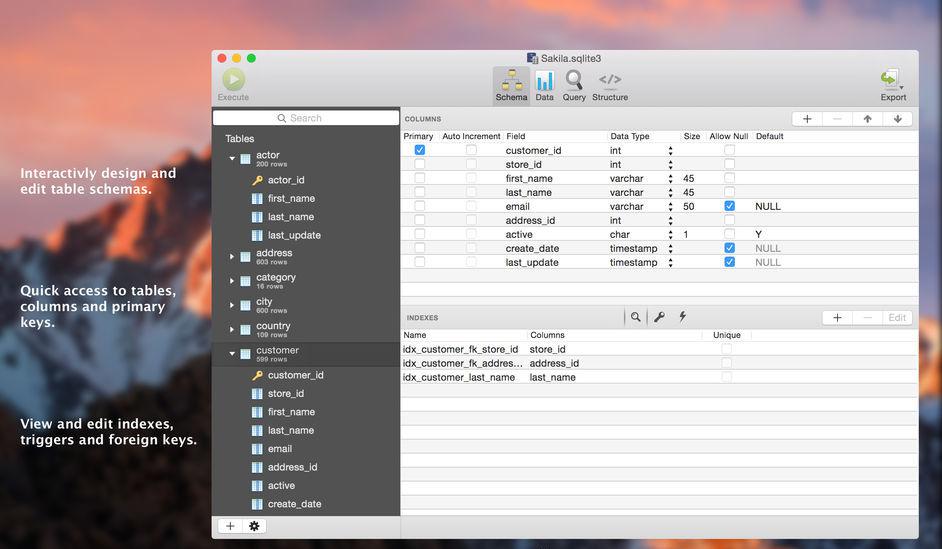 Sakila.sqlite3
Execute
Schema Data Query Structure
Export
Interactivly design and
edit table schemas.
Quick access to tables,
columns and primary
keys.
View and edit indexes,
triggers and foreign keys.
Search
Tables
actor
200 rows
actor_id
first_name
last_name
last_update
address
603 rows
category
16 rows
city
600 rows
country
109 rows
customer
599 rows
customer_id
store_id
first_name
last_name
email
address_id
active
create_date
COLUMNS
Primary Auto Increment Field Data Type Size Allow Null Default
customer_id int
store_id int
first_name varchar 45
last_name varchar 45
email varchar 50 NULL
address_id int
active char 1 Y
create_date timestamp NULL
last_update timestamp NULL
INDEXES
Edit
Name Columns Unique
idx_customer_fk_store_id store_id
idx_customer_fk_addres... address_id
idx_customer_last_name last_name